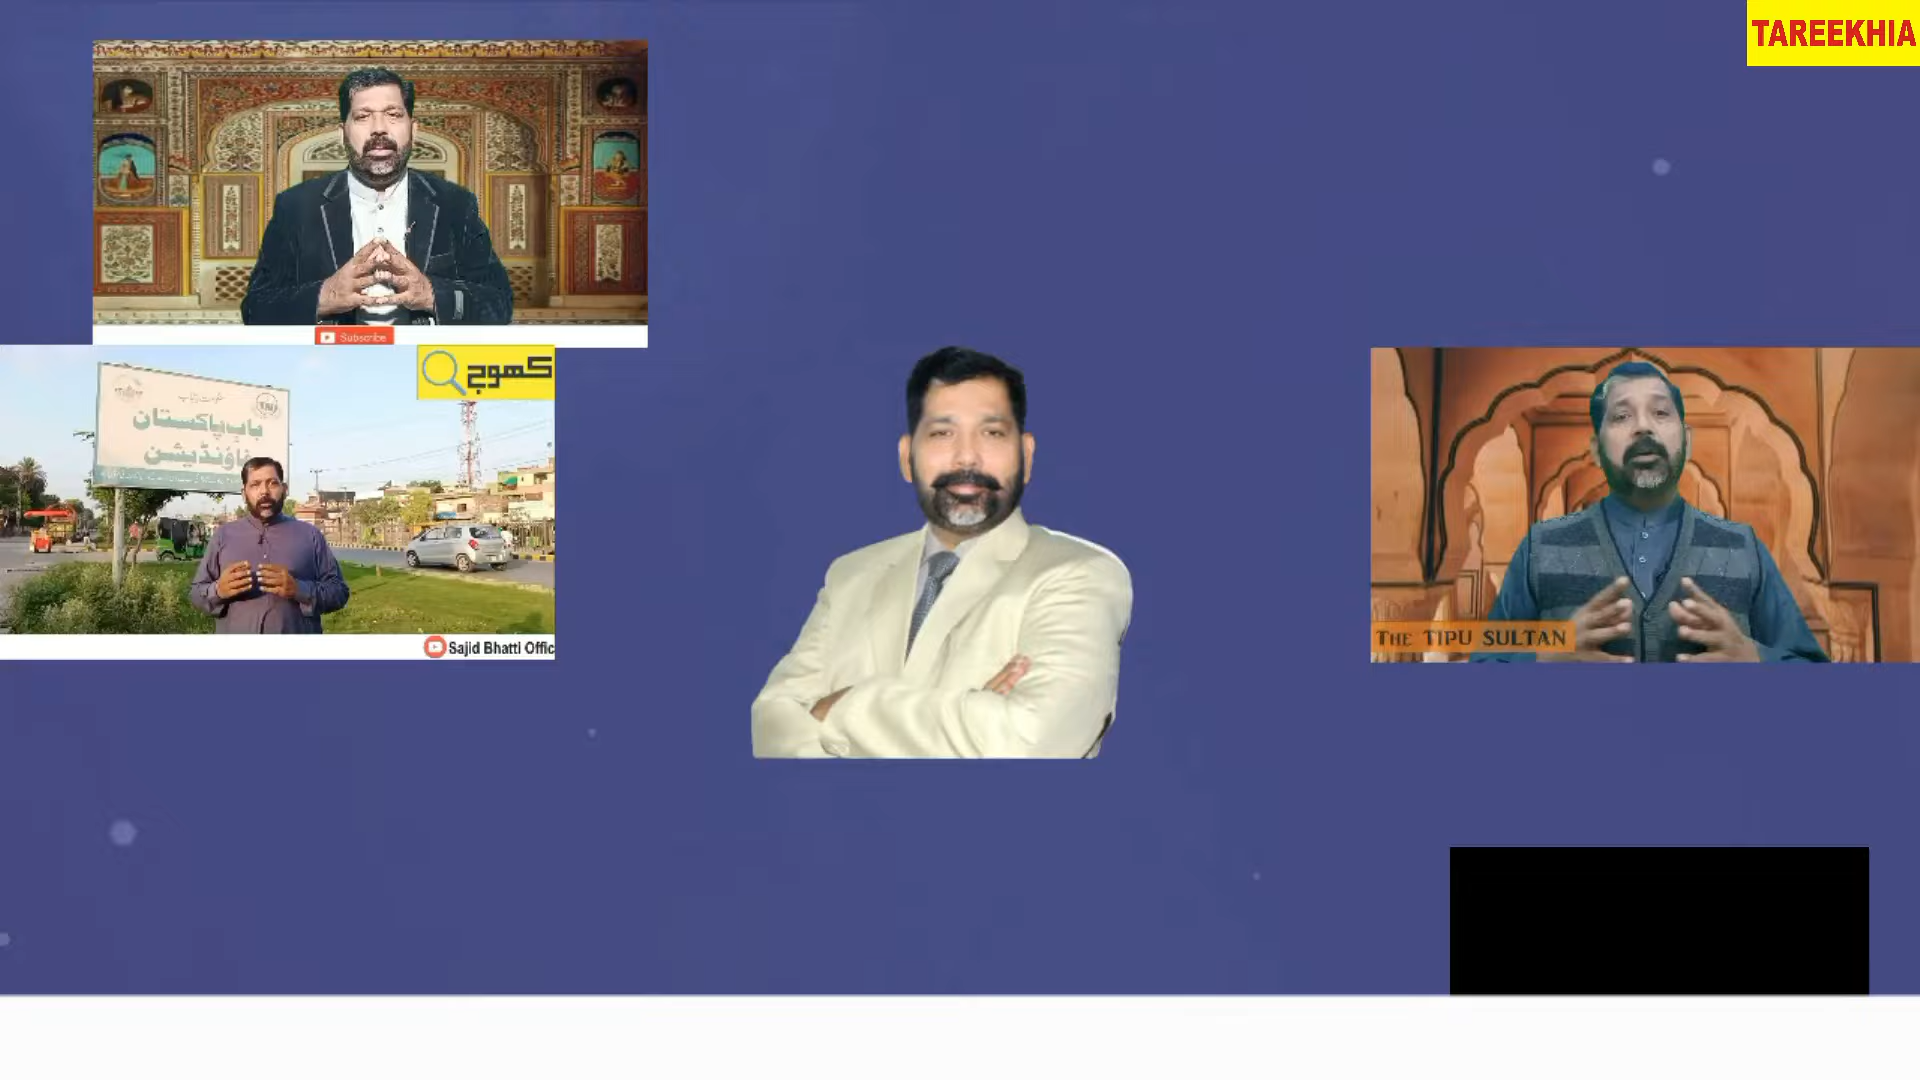 TAREEKHIA
Subscribe
کھوج
باب پاکستان
فاؤنڈیشن
Sajid Bhatti Offic
THE TIPU SULTAN